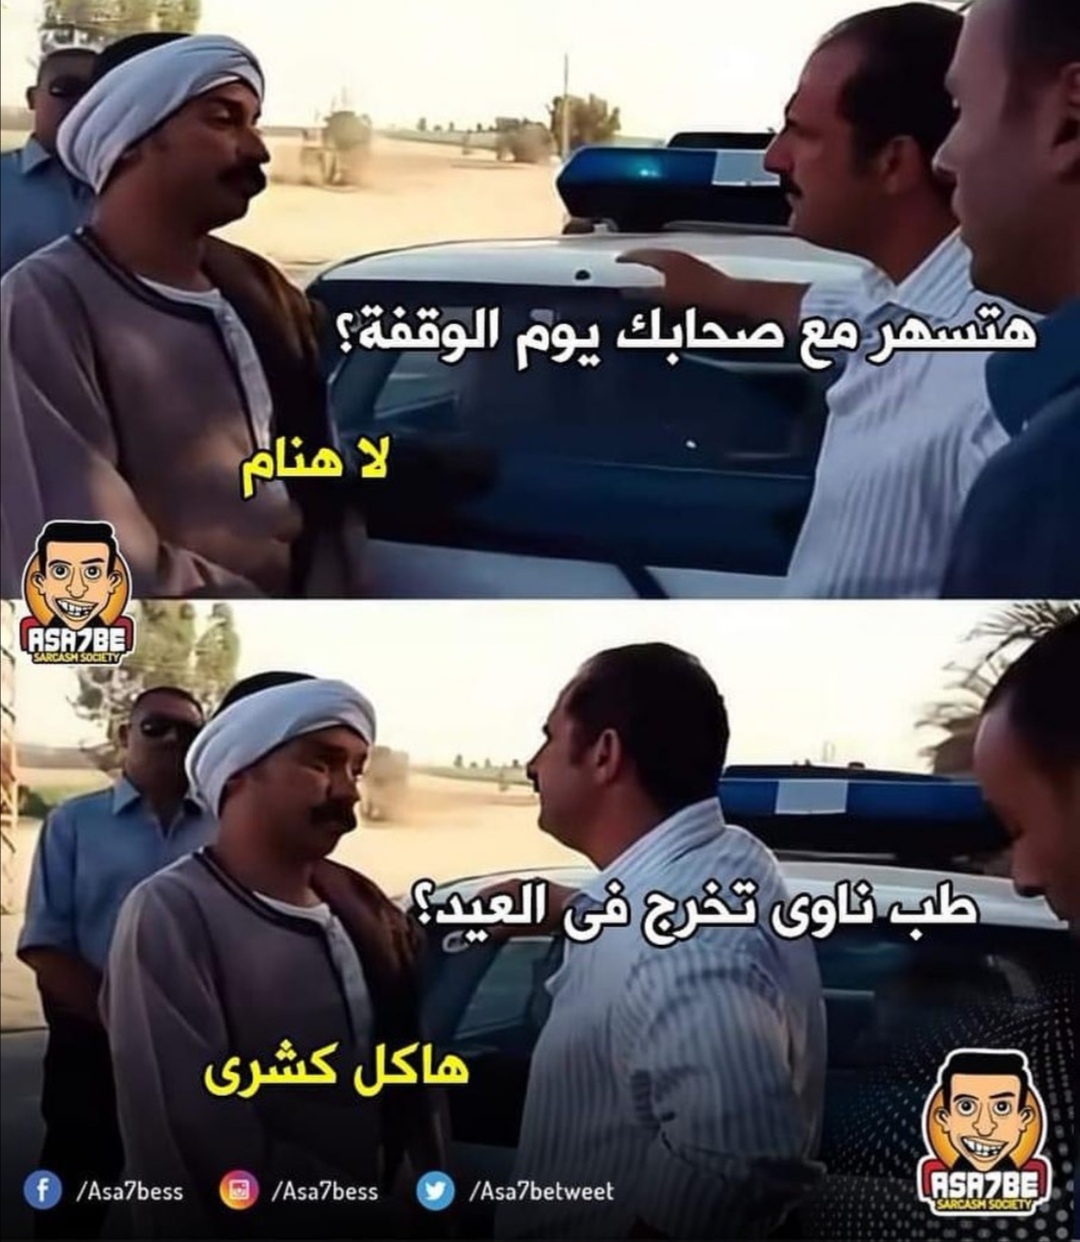 هتسهر مع صحابك يوم الوقفة؟
لا هنام
ASA7BE
SARCASM SOCIETY
طب ناوى تخرج فى العيد؟
هاكل كشرى
/Asa7bess
/Asa7bess
/Asa7betweet
ASA7BE
SARCASM SOCIETY